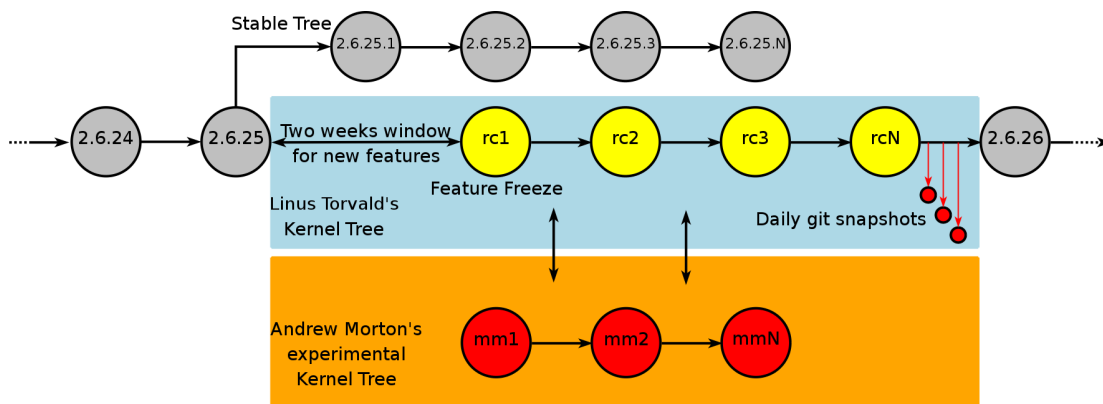 Stable Tree
2.6.25.1
2.6.25.2
2.6.25.3
2.6.25.N
2.6.24
2.6.25
Two weeks window
for new features
rc1
rc2
rc3
rcN
2.6.26
Feature Freeze
Linus Torvald's
Kernel Tree
Daily git snapshots
Andrew Morton's
experimental
Kernel Tree
mm1
mm2
mmN